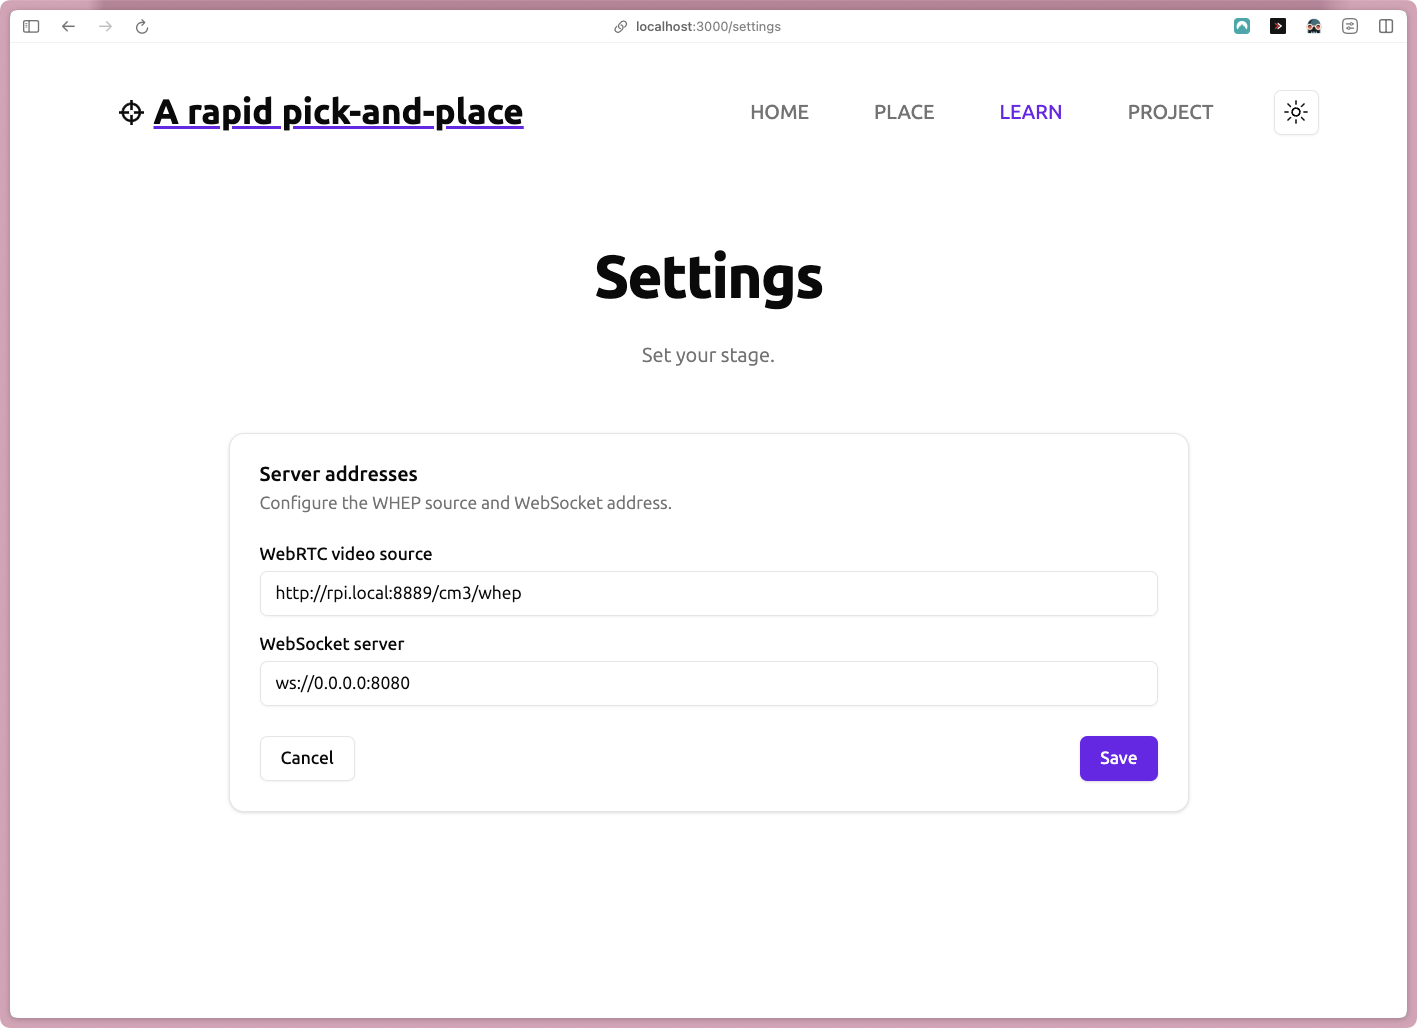 localhost:3000/settings
A rapid pick-and-place
HOME PLACE LEARN PROJECT
Settings
Set your stage.
Server addresses
Configure the WHEP source and WebSocket address.
WebRTC video source
http://rpi.local:8889/cm3/whep
WebSocket server
ws://0.0.0.0:8080
Cancel Save